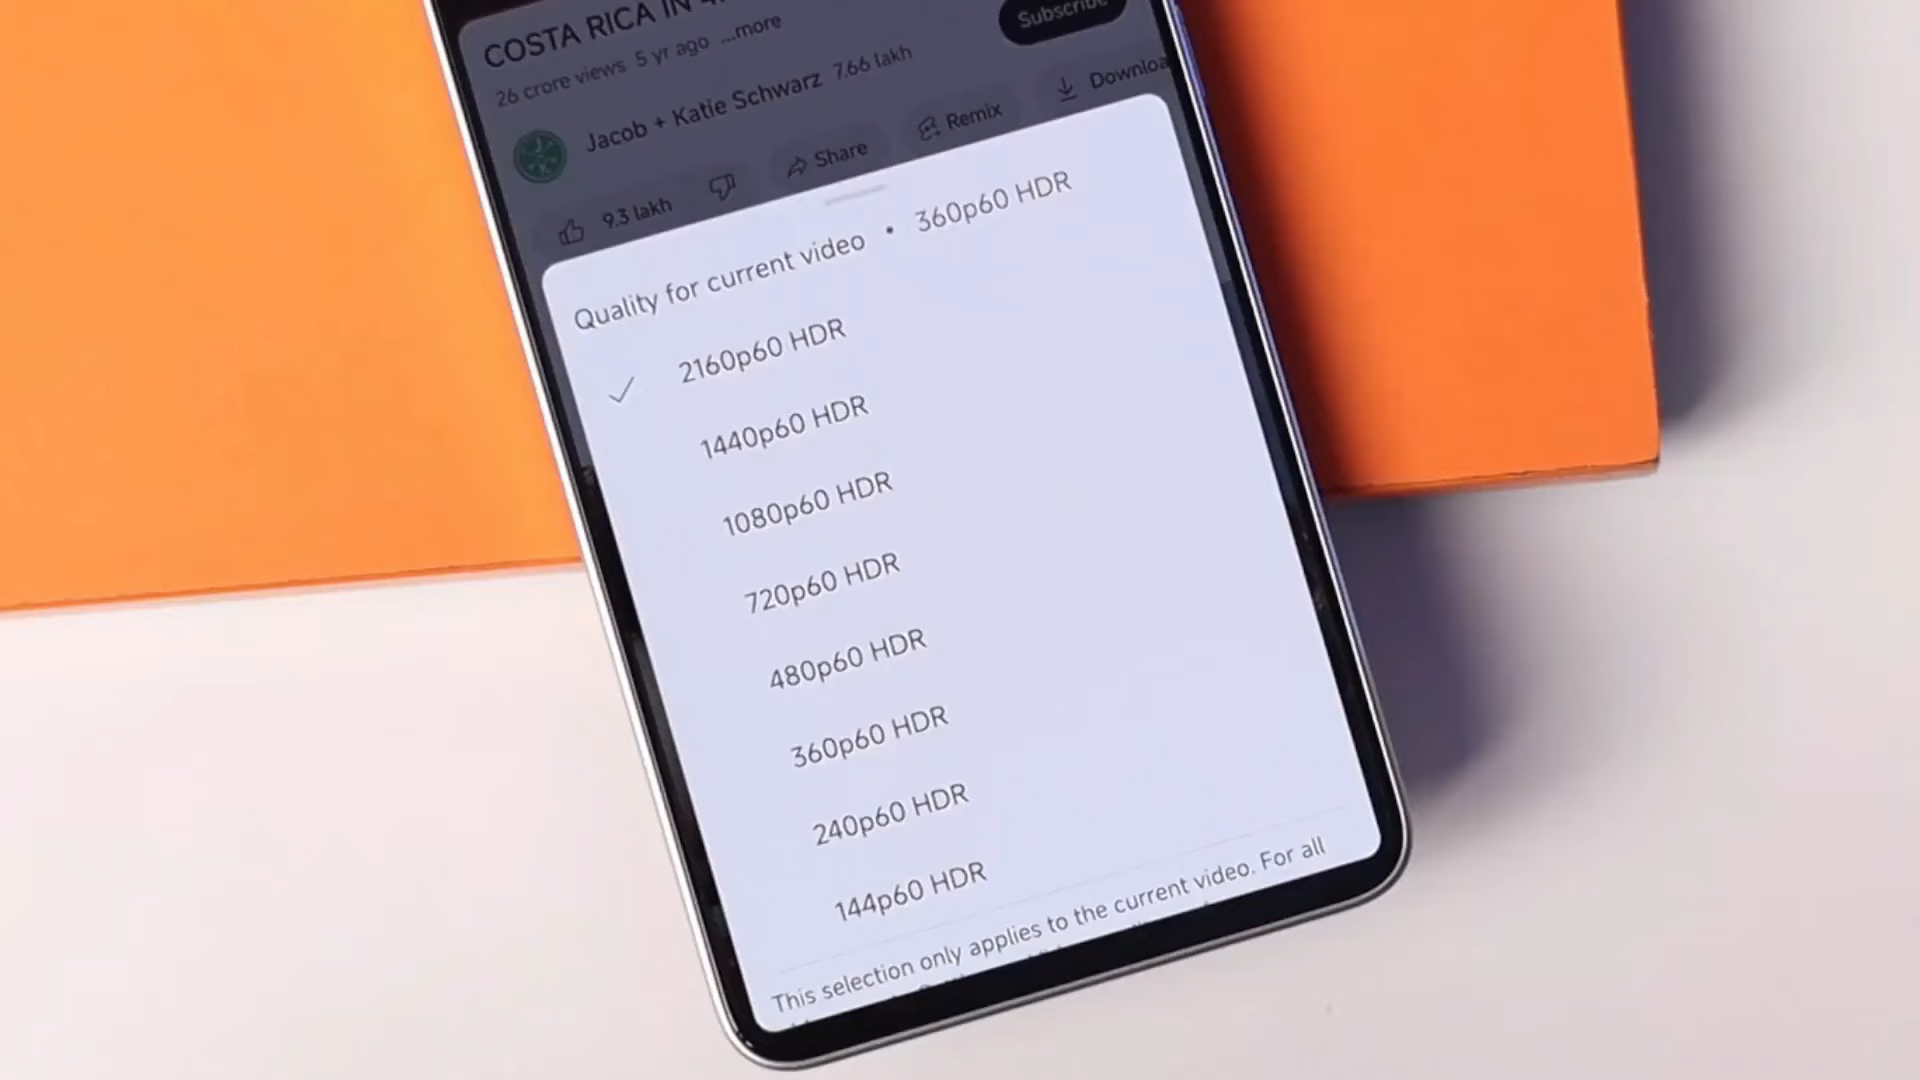 COSTA RICA IN
26 crore views 5 yr ago ...more
Subscribe
Jacob + Katie Schwarz 7.66 lakh
9.3 lakh
Share
Remix
Downloa
Quality for current video • 360p60 HDR
2160p60 HDR
1440p60 HDR
1080p60 HDR
720p60 HDR
480p60 HDR
360p60 HDR
240p60 HDR
144p60 HDR
This selection only applies to the current video. For all